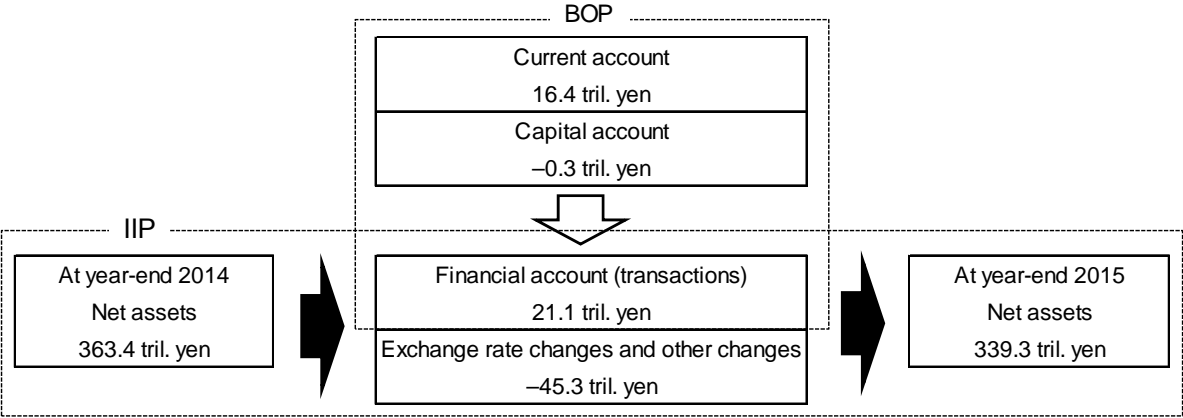 BOP
Current account
16.4 tril. yen
Capital account
–0.3 tril. yen
IIP
At year-end 2014
Net assets
363.4 tril. yen
Financial account (transactions)
21.1 tril. yen
Exchange rate changes and other changes
–45.3 tril. yen
At year-end 2015
Net assets
339.3 tril. yen